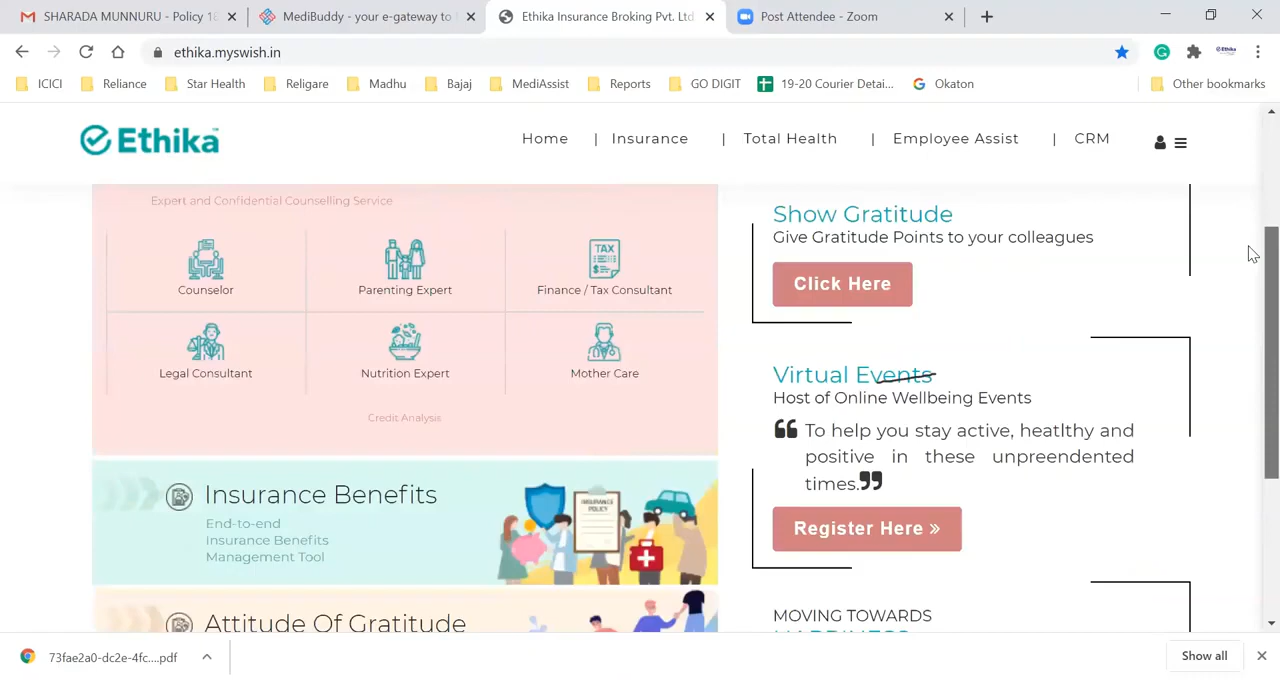 SHARADA MUNNURU - Policy 18
MediBuddy - your e-gateway to
Ethika Insurance Broking Pvt. Ltd
Post Attendee - Zoom
ethika.myswish.in
Ethika
ICICI
Reliance
Star Health
Religare
Madhu
Bajaj
MediAssist
Reports
GO DIGIT
19-20 Courier Detai...
Okaton
Other bookmarks
Ethika
Home | Insurance | Total Health | Employee Assist | CRM
Expert and Confidential Counselling Service
Counselor
Parenting Expert
TAX
Finance / Tax Consultant
Legal Consultant
Nutrition Expert
Mother Care
Credit Analysis
Insurance Benefits
End-to-end
Insurance Benefits
Management Tool
INSURANCE
POLICY
Attitude Of Gratitude
Show Gratitude
Give Gratitude Points to your colleagues
Click Here
Virtual Events
Host of Online Wellbeing Events
“ To help you stay active, heatlthy and
positive in these unpreendented
times.”
Register Here »
MOVING TOWARDS
HAPPINESS
73fae2a0-dc2e-4fc....pdf
Show all